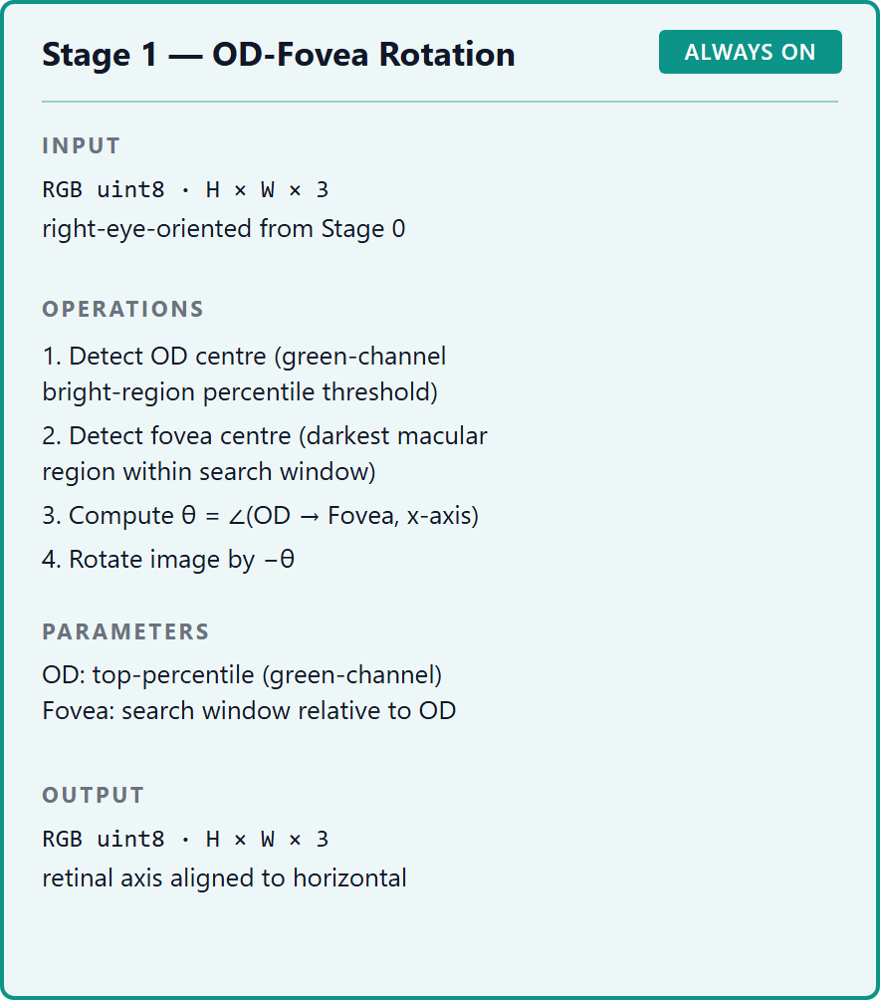 Stage 1 — OD-Fovea Rotation
ALWAYS ON
INPUT
RGB uint8 · H × W × 3
right-eye-oriented from Stage 0
OPERATIONS
1. Detect OD centre (green-channel
bright-region percentile threshold)
2. Detect fovea centre (darkest macular
region within search window)
3. Compute θ = ∠(OD → Fovea, x-axis)
4. Rotate image by −θ
PARAMETERS
OD: top-percentile (green-channel)
Fovea: search window relative to OD
OUTPUT
RGB uint8 · H × W × 3
retinal axis aligned to horizontal